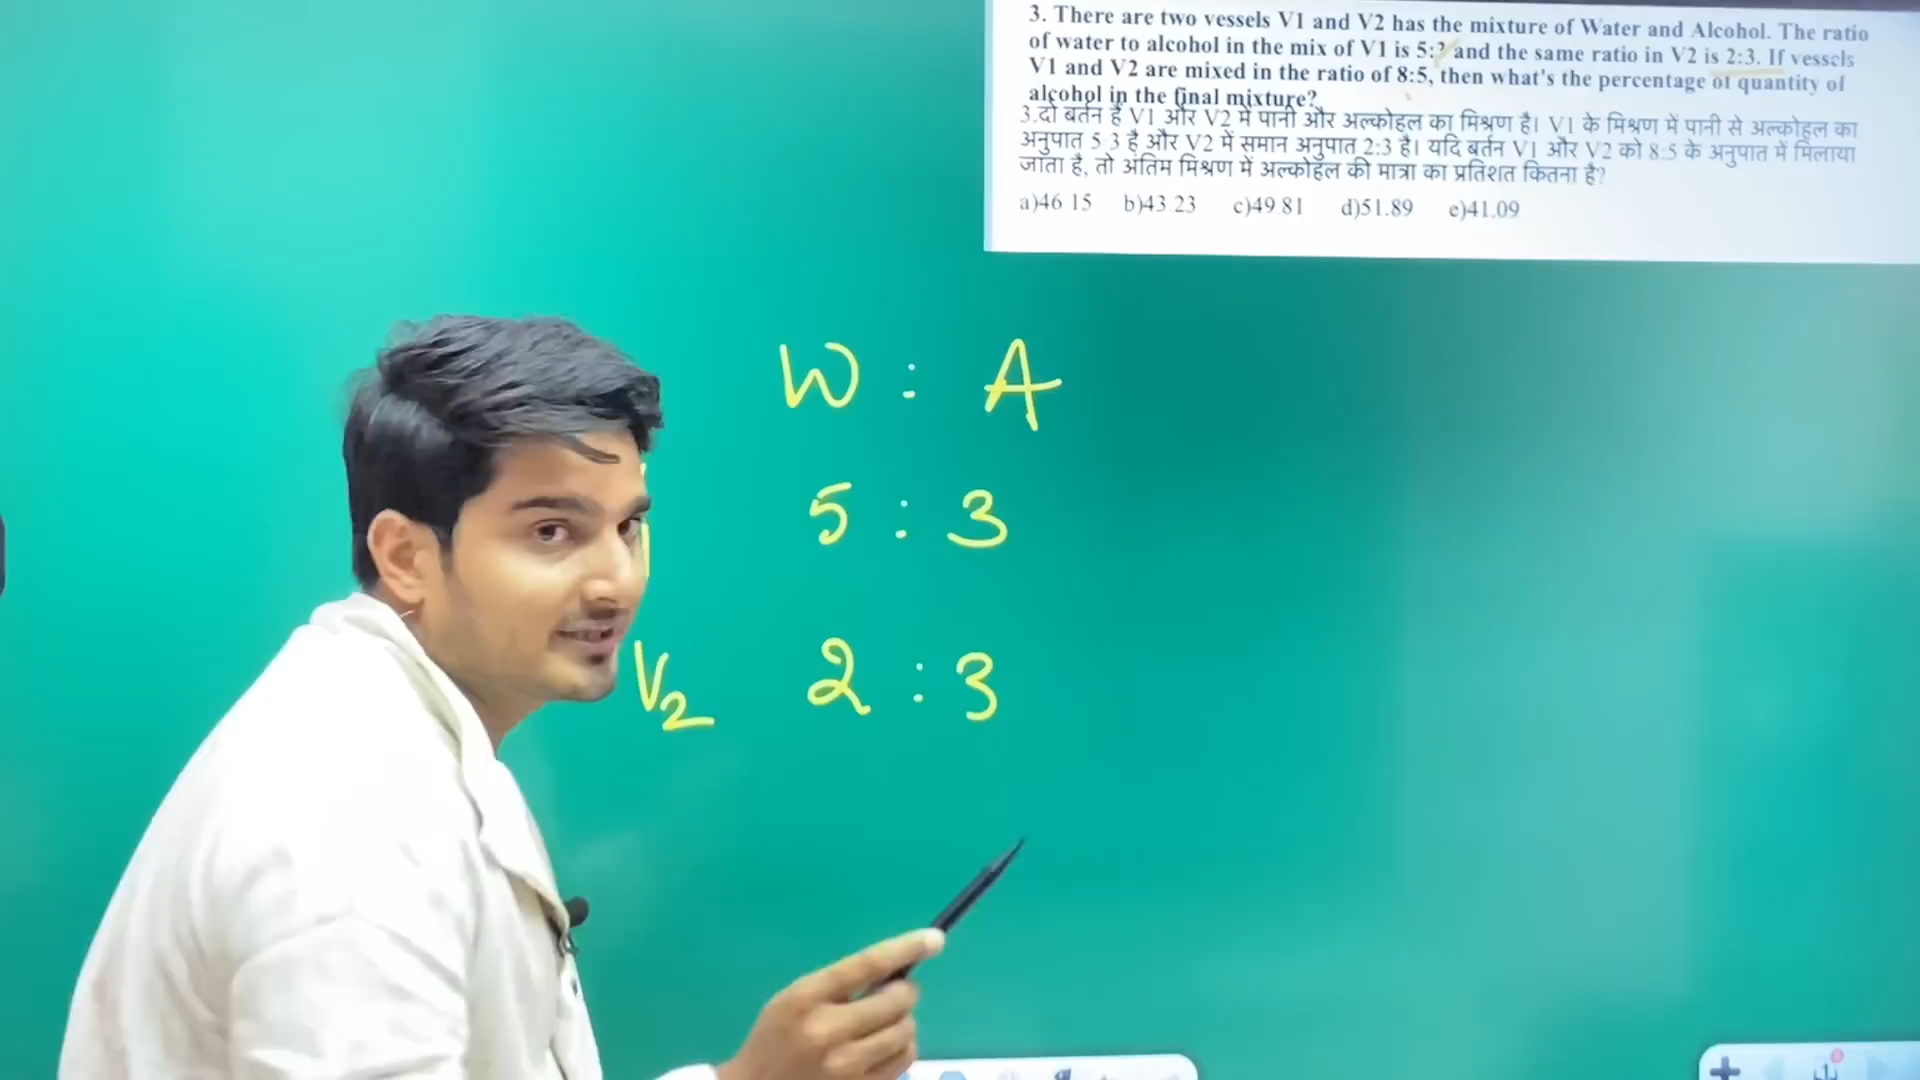 3. There are two vessels V1 and V2 has the mixture of Water and Alcohol. The ratio
of water to alcohol in the mix of V1 is 5:3 and the same ratio in V2 is 2:3. If vessels
V1 and V2 are mixed in the ratio of 8:5, then what's the percentage of quantity of
alcohol in the final mixture?
3.दो बर्तन हैं V1 और V2 में पानी और अल्कोहल का मिश्रण है। V1 के मिश्रण में पानी से अल्कोहल का
अनुपात 5 3 है और V2 में समान अनुपात 2:3 है। यदि बर्तन V1 और V2 को 8:5 के अनुपात में मिलाया
जाता है, तो अंतिम मिश्रण में अल्कोहल की मात्रा का प्रतिशत कितना है?
a)46 15 b)43 23 c)49 81 d)51.89 e)41.09
W : A
5 : 3
V2 2 : 3